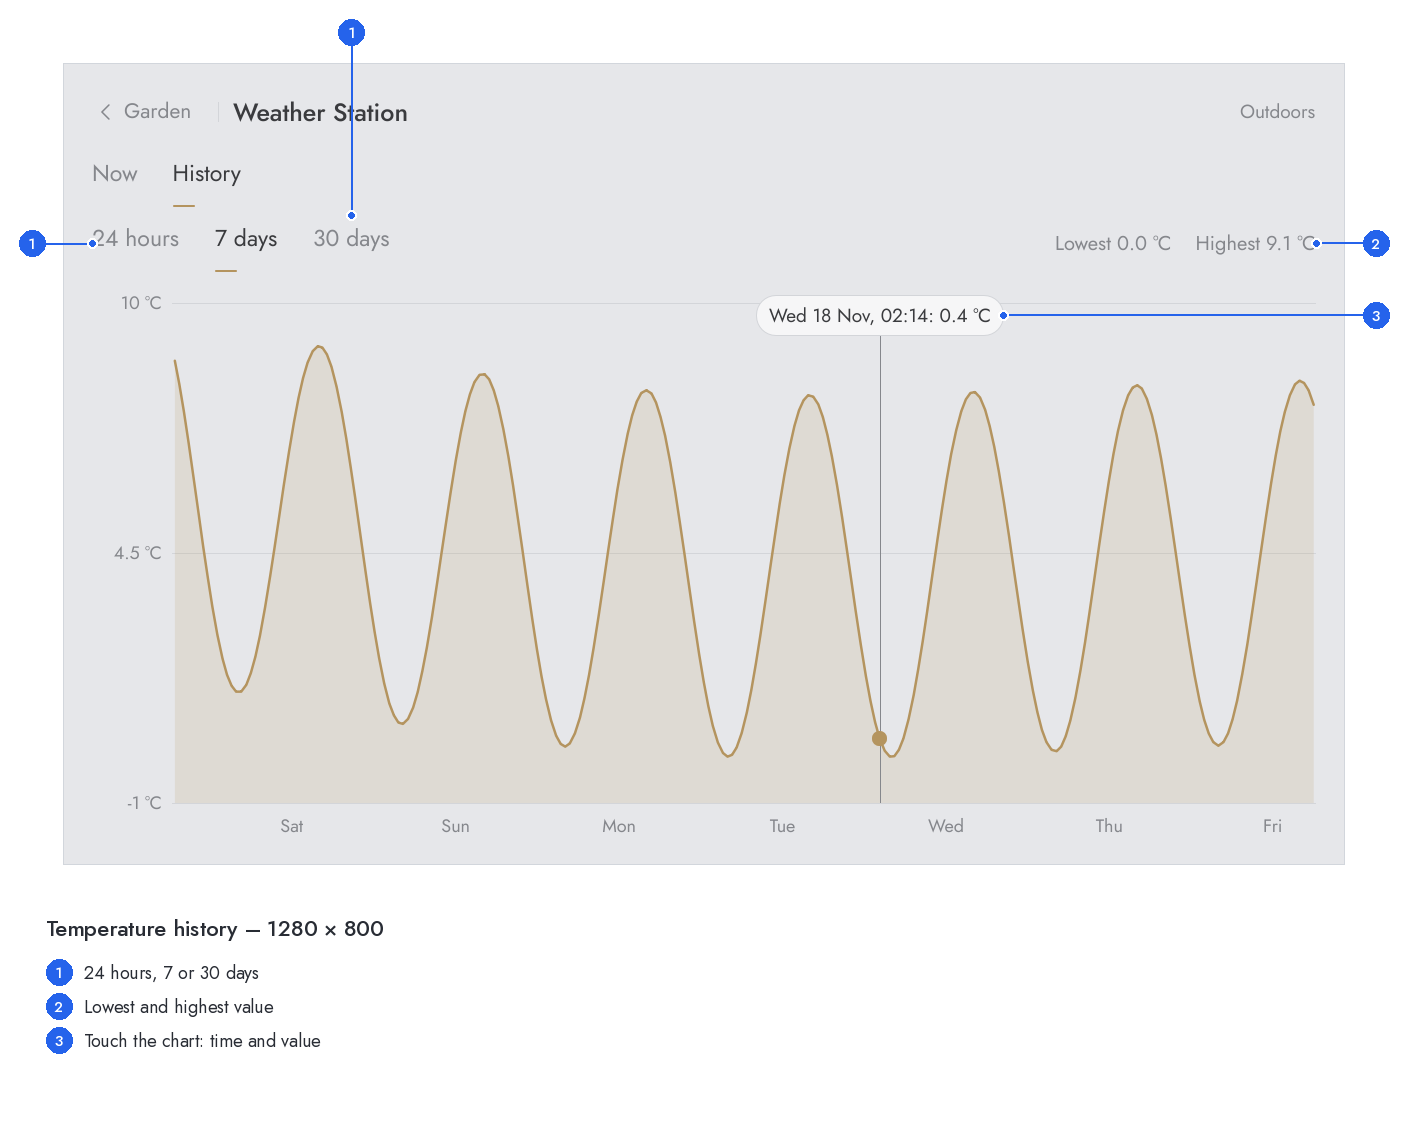 1
Garden
Weather Station
Outdoors
Now
History
1
24 hours
7 days
30 days
Lowest 0.0 °C
Highest 9.1 °C
2
10 °C
Wed 18 Nov, 02:14: 0.4 °C
3
4.5 °C
-1 °C
Sat
Sun
Mon
Tue
Wed
Thu
Fri
Temperature history – 1280 × 800
1 24 hours, 7 or 30 days
2 Lowest and highest value
3 Touch the chart: time and value